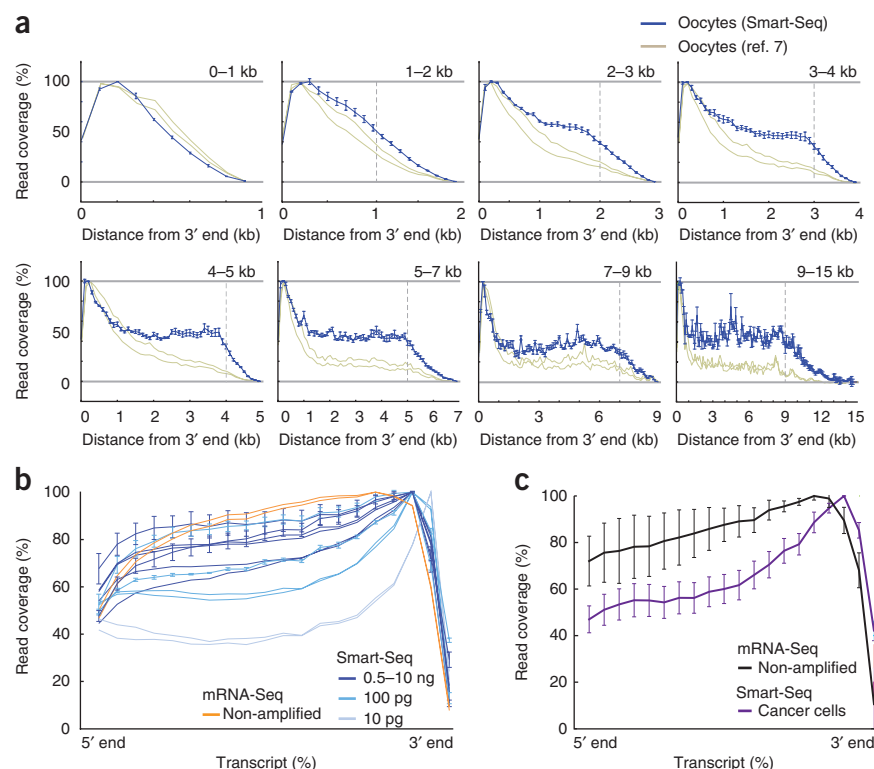 a
Oocytes (Smart-Seq)
Oocytes (ref. 7)
Read coverage (%)
100
50
0
0–1 kb
0 1
Distance from 3′ end (kb)
1–2 kb
0 1 2
Distance from 3′ end (kb)
2–3 kb
0 1 2 3
Distance from 3′ end (kb)
3–4 kb
0 1 2 3 4
Distance from 3′ end (kb)
Read coverage (%)
100
50
0
4–5 kb
0 1 2 3 4 5
Distance from 3′ end (kb)
5–7 kb
0 1 2 3 4 5 6 7
Distance from 3′ end (kb)
7–9 kb
0 3 6 9
Distance from 3′ end (kb)
9–15 kb
0 3 6 9 12 15
Distance from 3′ end (kb)
b
Read coverage (%)
100
80
60
40
20
0
mRNA-Seq
Non-amplified
Smart-Seq
0.5–10 ng
100 pg
10 pg
5′ end
3′ end
Transcript (%)
c
Read coverage (%)
100
80
60
40
20
0
mRNA-Seq
Non-amplified
Smart-Seq
Cancer cells
5′ end
3′ end
Transcript (%)